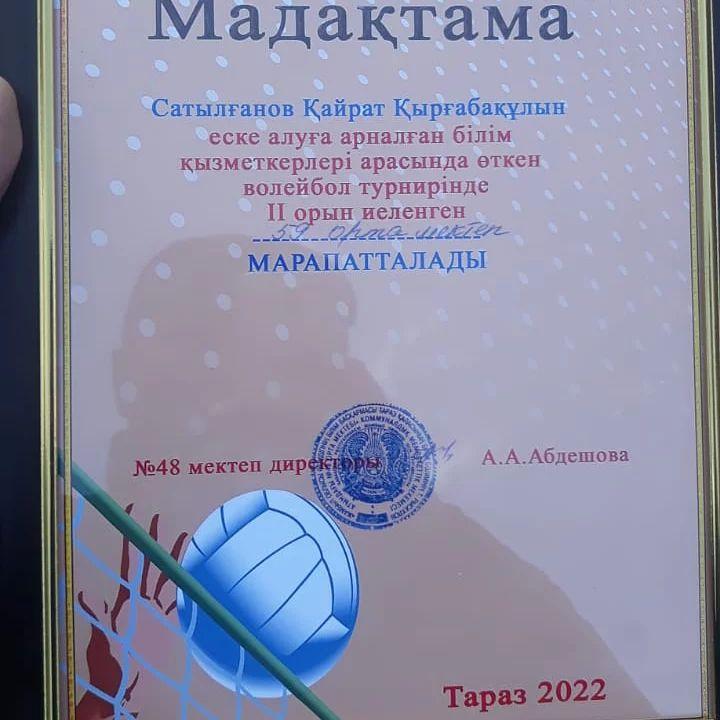 Мадақтама
Сатылғанов Қайрат Қырғабақұлын
еске алуға арналған білім
қызметкерлері арасында өткен
волейбол турнирінде
II орын иеленген
59 орта мектеп
МАРАПАТТАЛАДЫ
№48 мектеп директоры
А.А.Абдешова
Тараз 2022